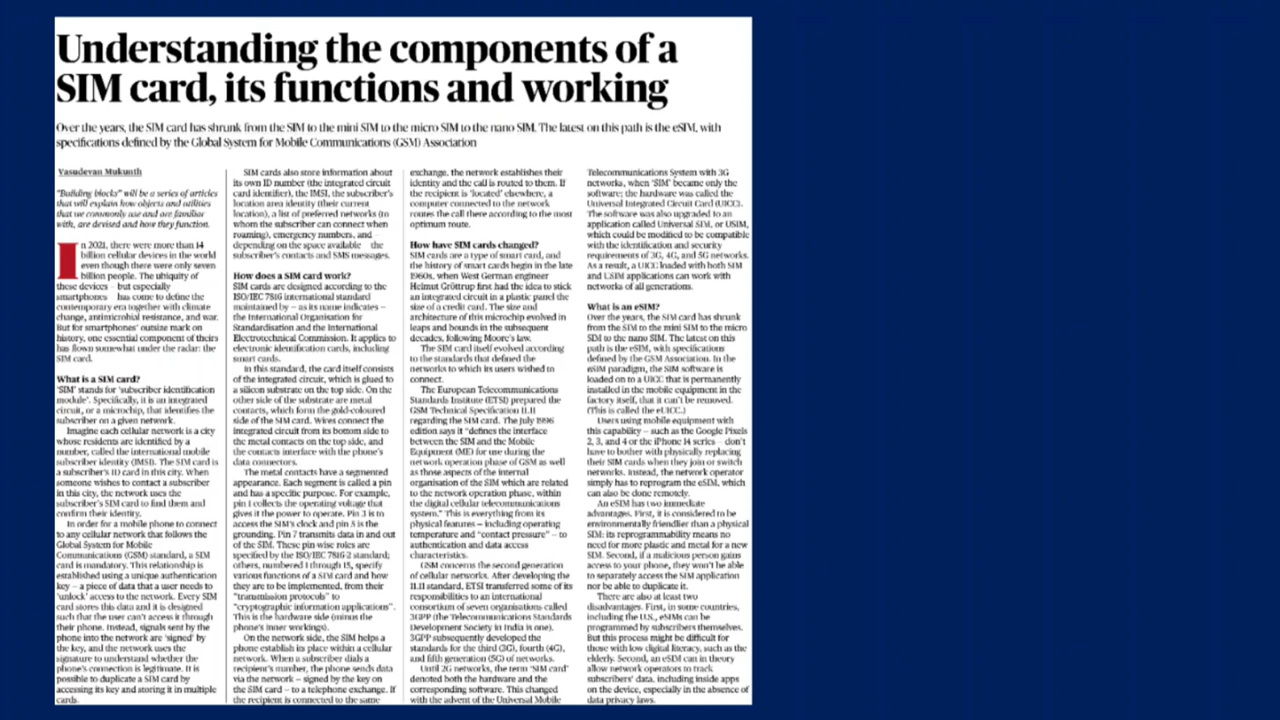 Understanding the components of a
SIM card, its functions and working
Over the years, the SIM card has shrunk from the SIM to the mini SIM to the micro SIM to the nano SIM. The latest on this path is the eSIM, with
specifications defined by the Global System for Mobile Communications (GSM) Association
Vasudevan Mukunth
"Building blocks" will be a series of articles
that will explain how objects and utilities
that we commonly use and are familiar
with, are devised and how they function.
In 2021, there were more than 14
billion cellular devices in the world
even though there were only seven
billion people. The ubiquity of
these devices – but especially
smartphones – has come to define the
contemporary era together with climate
change, antimicrobial resistance, and war.
But for smartphones' outsize mark on
history, one essential component of theirs
has flown somewhat under the radar: the
SIM card.
What is a SIM card?
'SIM' stands for 'subscriber identification
module'. Specifically, it is an integrated
circuit, or a microchip, that identifies the
subscriber on a given network.
Imagine each cellular network is a city
whose residents are identified by a
number, called the international mobile
subscriber identity (IMSI). The SIM card is
a subscriber's ID card in this city. When
someone wishes to contact a subscriber
in this city, the network uses the
subscriber's SIM card to find them and
confirm their identity.
In order for a mobile phone to connect
to any cellular network that follows the
Global System for Mobile
Communications (GSM) standard, a SIM
card is mandatory. This relationship is
established using a unique authentication
key – a piece of data that a user needs to
'unlock' access to the network. Every SIM
card stores this data and it is designed
such that the user can't access it through
their phone. Instead, signals sent by the
phone into the network are 'signed' by
the key, and the network uses the
signature to understand whether the
phone's connection is legitimate. It is
possible to duplicate a SIM card by
accessing its key and storing it in multiple
cards.
SIM cards also store information about
its own ID number (the integrated circuit
card identifier), the IMSI, the subscriber's
location area identity (their current
location), a list of preferred networks (to
whom the subscriber can connect when
roaming), emergency numbers, and –
depending on the space available – the
subscriber's contacts and SMS messages.
How does a SIM card work?
SIM cards are designed according to the
ISO/IEC 7816 international standard
maintained by – as its name indicates –
the International Organisation for
Standardisation and the International
Electrotechnical Commission. It applies to
electronic identification cards, including
smart cards.
In this standard, the card itself consists
of the integrated circuit, which is glued to
a silicon substrate on the top side. On the
other side of the substrate are metal
contacts, which form the gold-coloured
side of the SIM card. Wires connect the
integrated circuit from its bottom side to
the metal contacts on the top side, and
the contacts interface with the phone's
data connectors.
The metal contacts have a segmented
appearance. Each segment is called a pin
and has a specific purpose. For example,
pin 1 collects the operating voltage that
gives it the power to operate. Pin 3 is to
access the SIM's clock and pin 5 is the
grounding. Pin 7 transmits data in and out
of the SIM. These pin-wise roles are
specified by the ISO/IEC 7816-2 standard;
others, numbered 1 through 15, specify
various functions of a SIM card and how
they are to be implemented, from their
"transmission protocols" to
"cryptographic information applications".
This is the hardware side (minus the
phone's inner workings).
On the network side, the SIM helps a
phone establish its place within a cellular
network. When a subscriber dials a
recipient's number, the phone sends data
via the network – signed by the key on
the SIM card – to a telephone exchange. If
the recipient is connected to the same
exchange, the network establishes their
identity and the call is routed to them. If
the recipient is 'located' elsewhere, a
computer connected to the network
routes the call there according to the most
optimum route.
How have SIM cards changed?
SIM cards are a type of smart card, and
the history of smart cards begin in the late
1960s, when West German engineer
Helmut Gröttrup first had the idea to stick
an integrated circuit in a plastic panel the
size of a credit card. The size and
architecture of this microchip evolved in
leaps and bounds in the subsequent
decades, following Moore's law.
The SIM card itself evolved according
to the standards that defined the
networks to which its users wished to
connect.
The European Telecommunications
Standards Institute (ETSI) prepared the
GSM Technical Specification 11.11
regarding the SIM card. The July 1996
edition says it "defines the interface
between the SIM and the Mobile
Equipment (ME) for use during the
network operation phase of GSM as well
as those aspects of the internal
organisation of the SIM which are related
to the network operation phase, within
the digital cellular telecommunications
system." This is everything from its
physical features – including operating
temperature and "contact pressure" – to
authentication and data access
characteristics.
GSM concerns the second generation
of cellular networks. After developing the
11.11 standard, ETSI transferred some of its
responsibilities to an international
consortium of seven organisations called
3GPP (the Telecommunications Standards
Development Society in India is one).
3GPP subsequently developed the
standards for the third (3G), fourth (4G),
and fifth generation (5G) of networks.
Until 2G networks, the term 'SIM card'
denoted both the hardware and the
corresponding software. This changed
with the advent of the Universal Mobile
Telecommunications System with 3G
networks, when 'SIM' became only the
software; the hardware was called the
Universal Integrated Circuit Card (UICC).
The software was also upgraded to an
application called Universal SIM, or USIM,
which could be modified to be compatible
with the identification and security
requirements of 3G, 4G, and 5G networks.
As a result, a UICC loaded with both SIM
and USIM applications can work with
networks of all generations.
What is an eSIM?
Over the years, the SIM card has shrunk
from the SIM to the mini SIM to the micro
SIM to the nano SIM. The latest on this
path is the eSIM, with specifications
defined by the GSM Association. In the
eSIM paradigm, the SIM software is
loaded on to a UICC that is permanently
installed in the mobile equipment in the
factory itself, that it can't be removed.
(This is called the eUICC.)
Users using mobile equipment with
this capability – such as the Google Pixels
2, 3, and 4 or the iPhone 14 series – don't
have to bother with physically replacing
their SIM cards when they join or switch
networks. Instead, the network operator
simply has to reprogram the eSIM, which
can also be done remotely.
An eSIM has two immediate
advantages. First, it is considered to be
environmentally friendlier than a physical
SIM: its reprogrammability means no
need for more plastic and metal for a new
SIM. Second, if a malicious person gains
access to your phone, they won't be able
to separately access the SIM application
nor be able to duplicate it.
There are also at least two
disadvantages. First, in some countries,
including the U.S., eSIMs can be
programmed by subscribers themselves.
But this process might be difficult for
those with low digital literacy, such as the
elderly. Second, an eSIM can in theory
allow network operators to track
subscribers' data, including inside apps
on the device, especially in the absence of
data privacy laws.